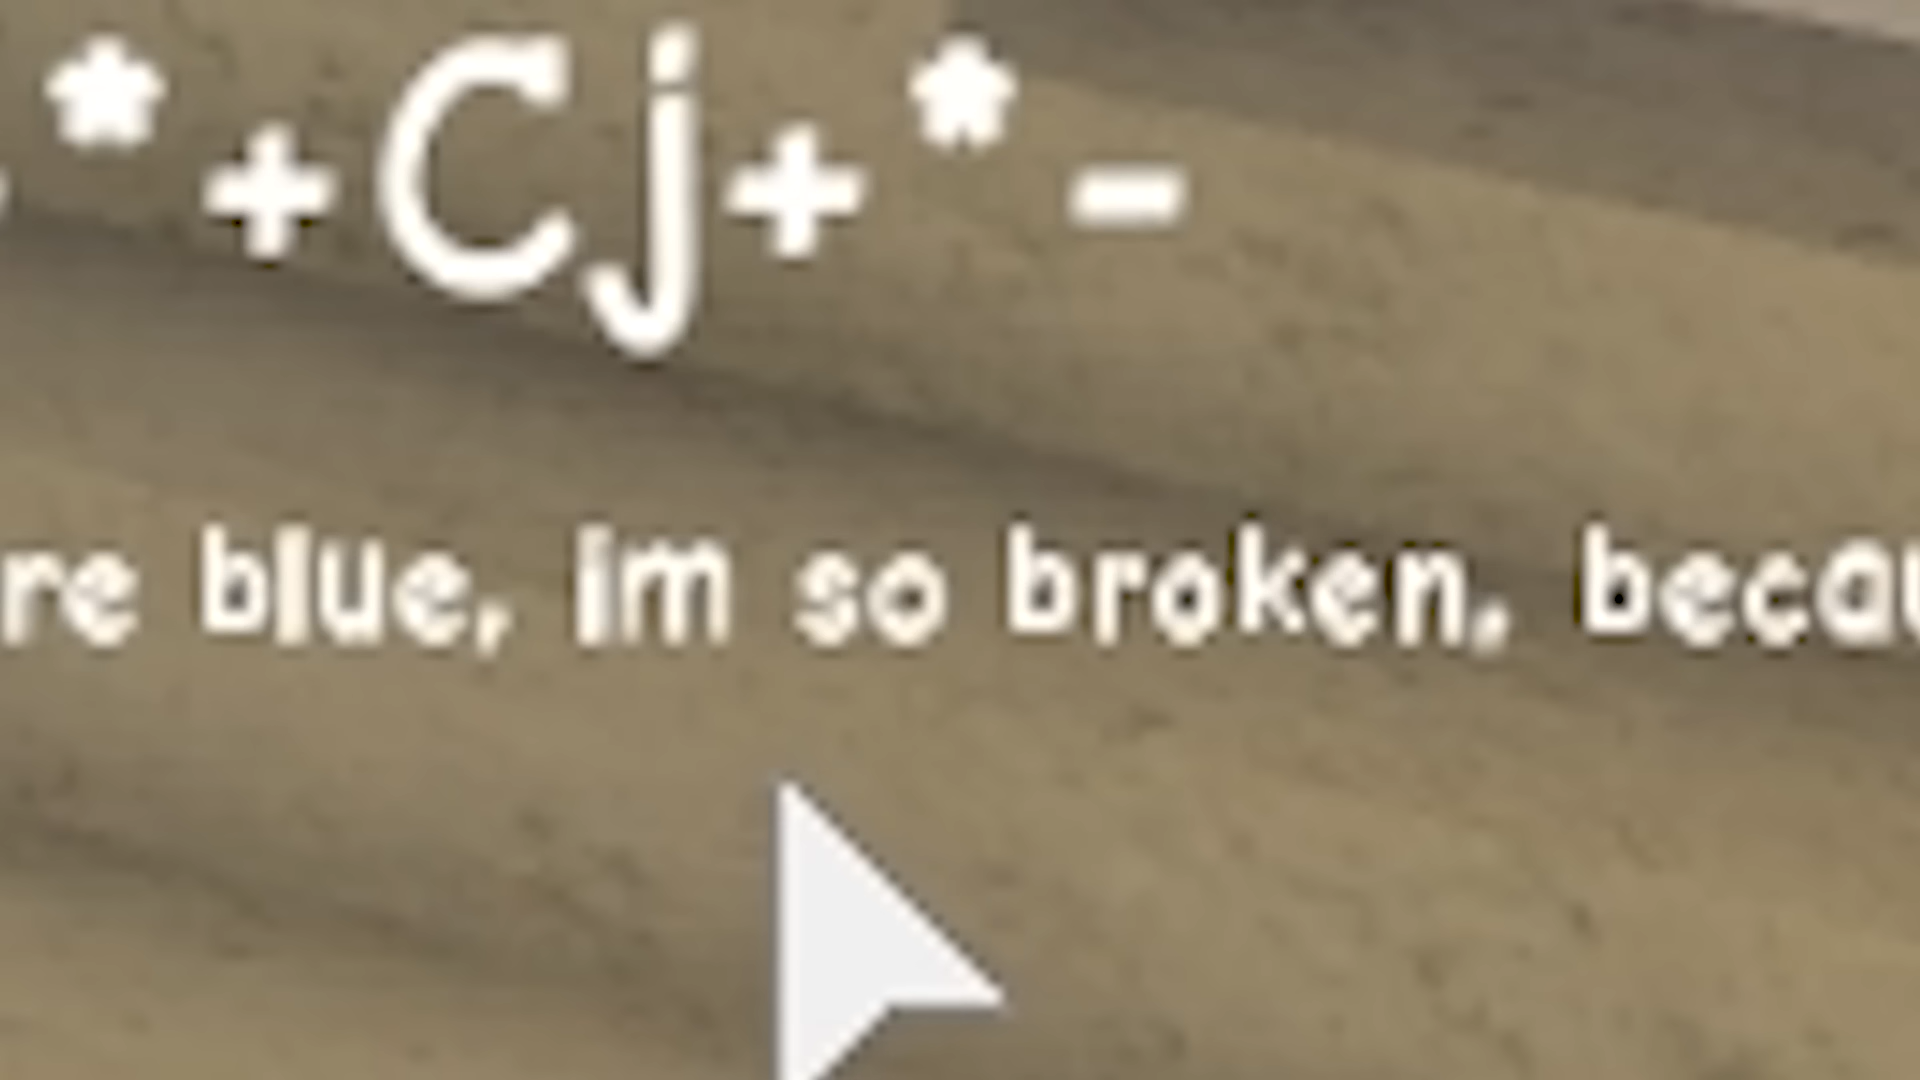 -*+Cj+*-
re blue, im so broken, becau